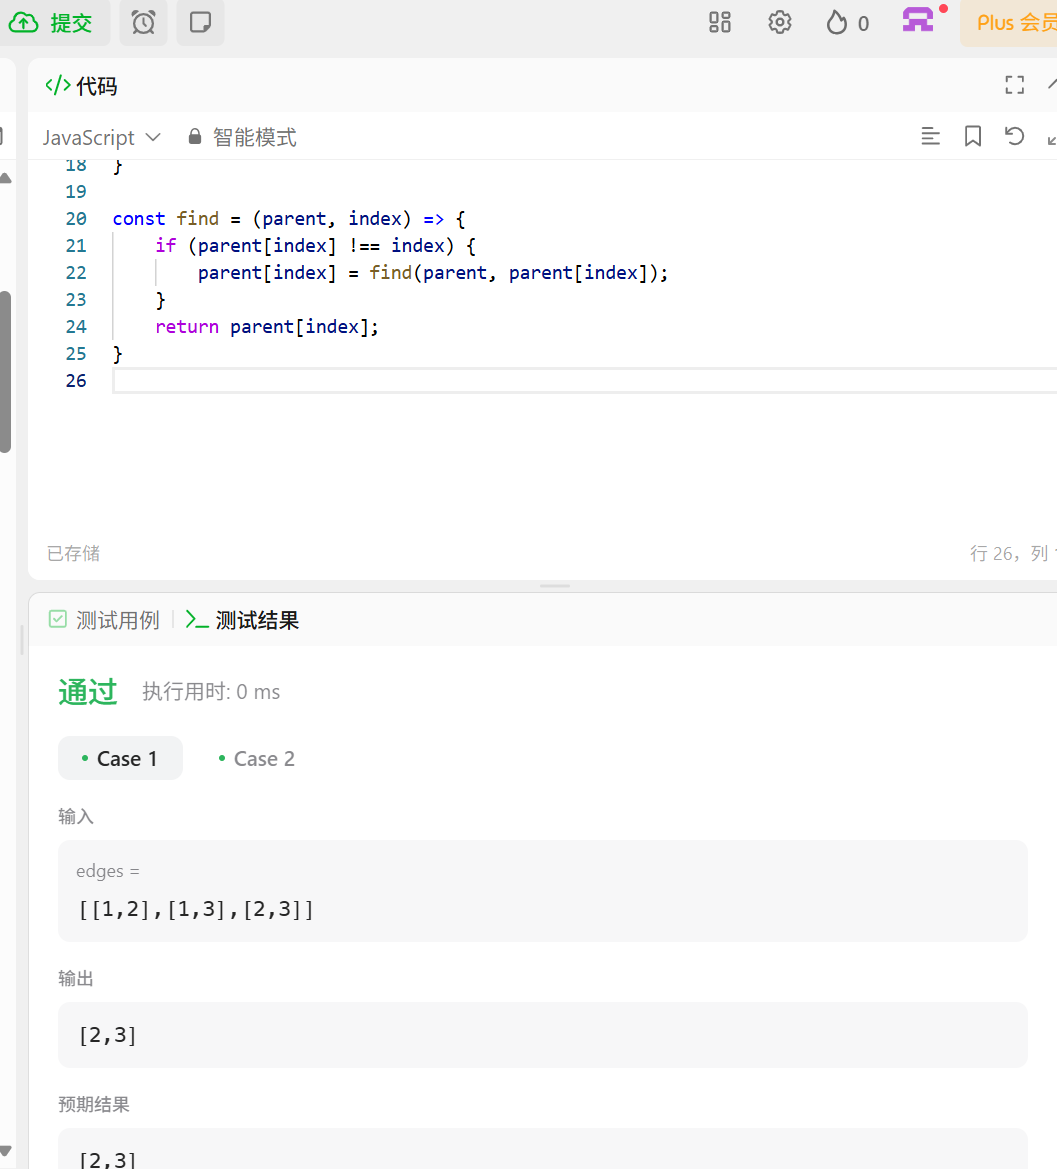 提交
0
Plus 会员
代码
JavaScript
智能模式
18 }
19
20 const find = (parent, index) => {
21     if (parent[index] !== index) {
22         parent[index] = find(parent, parent[index]);
23     }
24     return parent[index];
25 }
26
已存储
行 26, 列
测试用例
测试结果
通过
执行用时: 0 ms
Case 1
Case 2
输入
edges =
[[1,2],[1,3],[2,3]]
输出
[2,3]
预期结果
[2,3]